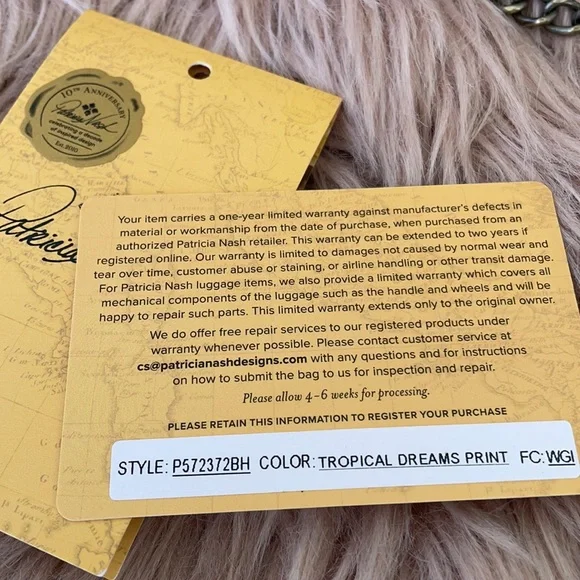 10TH ANNIVERSARY
Patricia Nash
celebrating a decade
of inspired design
Est. 2010
Patricia
Your item carries a one-year limited warranty against manufacturer's defects in
material or workmanship from the date of purchase, when purchased from an
authorized Patricia Nash retailer. This warranty can be extended to two years if
registered online. Our warranty is limited to damages not caused by normal wear and
tear over time, customer abuse or staining, or airline handling or other transit damage.
For Patricia Nash luggage items, we also provide a limited warranty which covers all
mechanical components of the luggage such as the handle and wheels and will be
happy to repair such parts. This limited warranty extends only to the original owner.
We do offer free repair services to our registered products under
warranty whenever possible. Please contact customer service at
cs@patricianashdesigns.com with any questions and for instructions
on how to submit the bag to us for inspection and repair.
Please allow 4-6 weeks for processing.
PLEASE RETAIN THIS INFORMATION TO REGISTER YOUR PURCHASE
STYLE: P572372BH COLOR: TROPICAL DREAMS PRINT FC: WGI